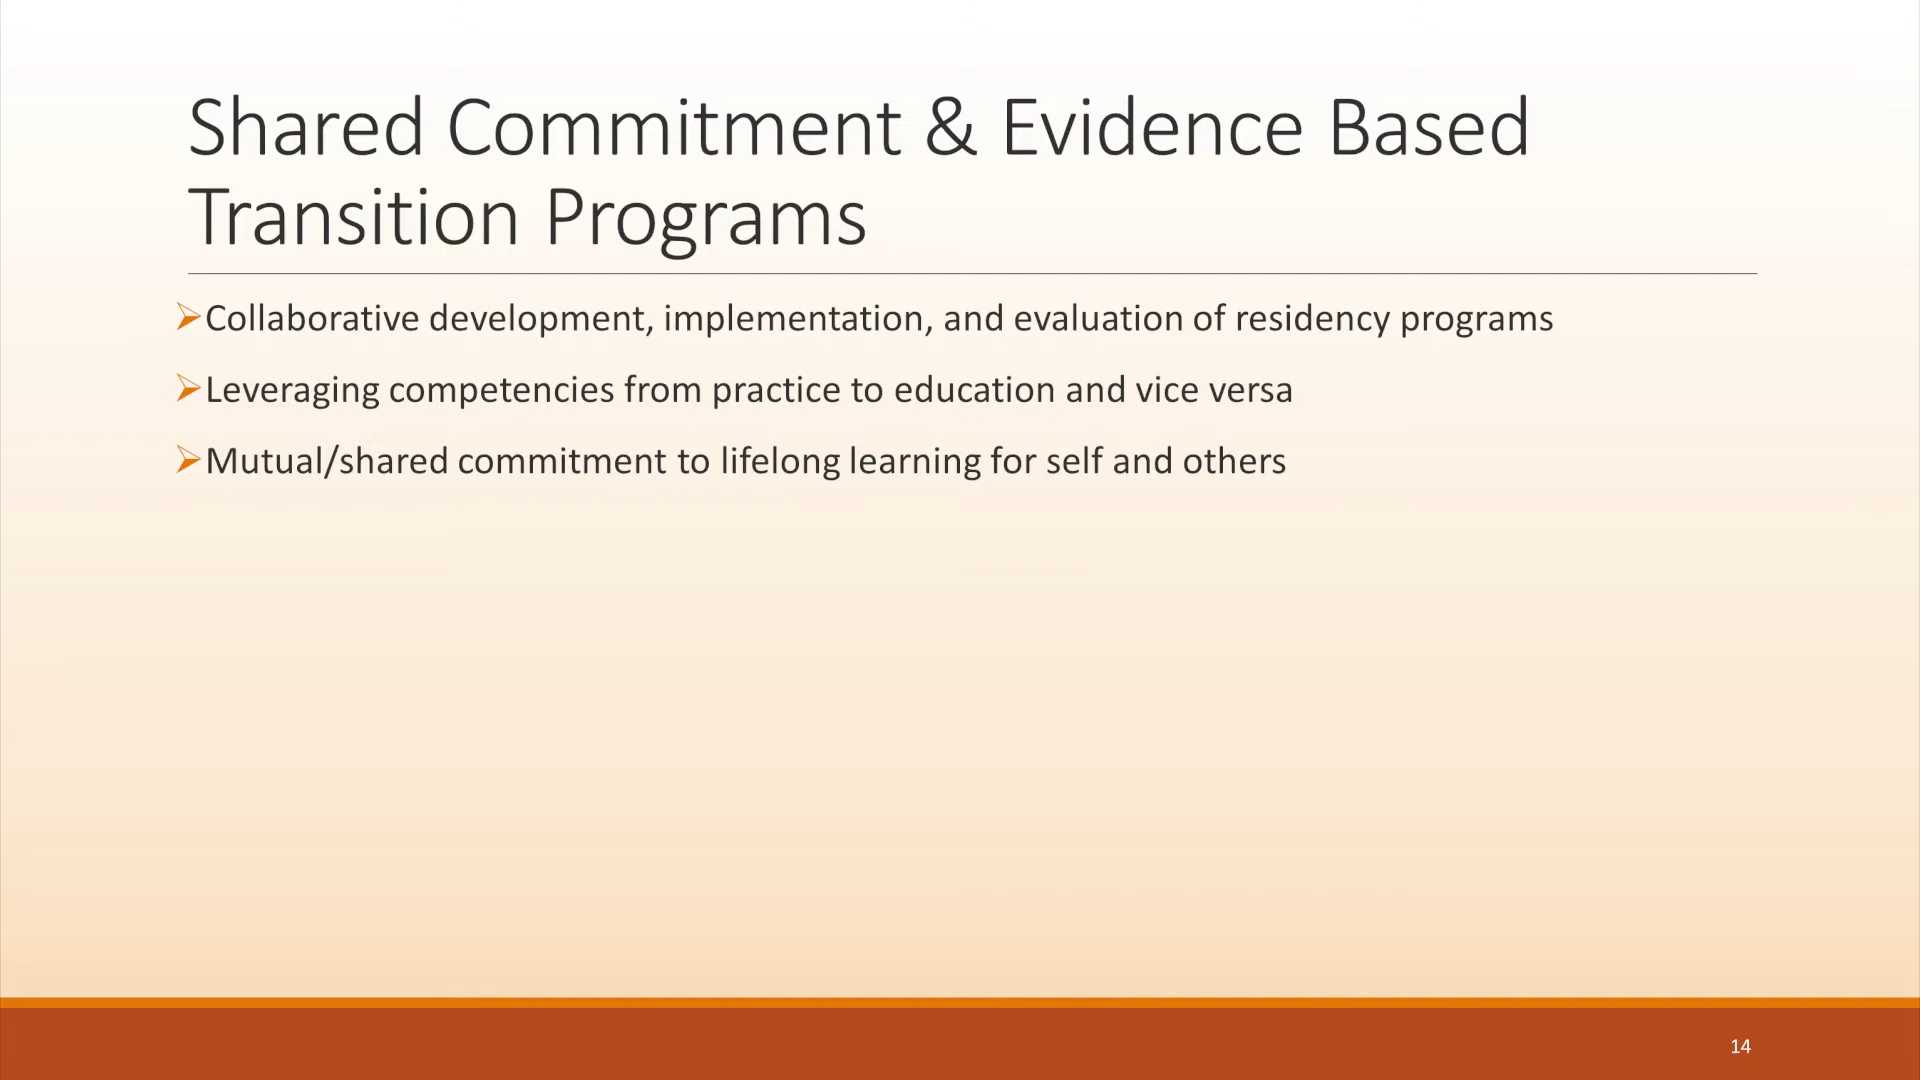 Shared Commitment & Evidence Based
Transition Programs
Collaborative development, implementation, and evaluation of residency programs
Leveraging competencies from practice to education and vice versa
Mutual/shared commitment to lifelong learning for self and others
14